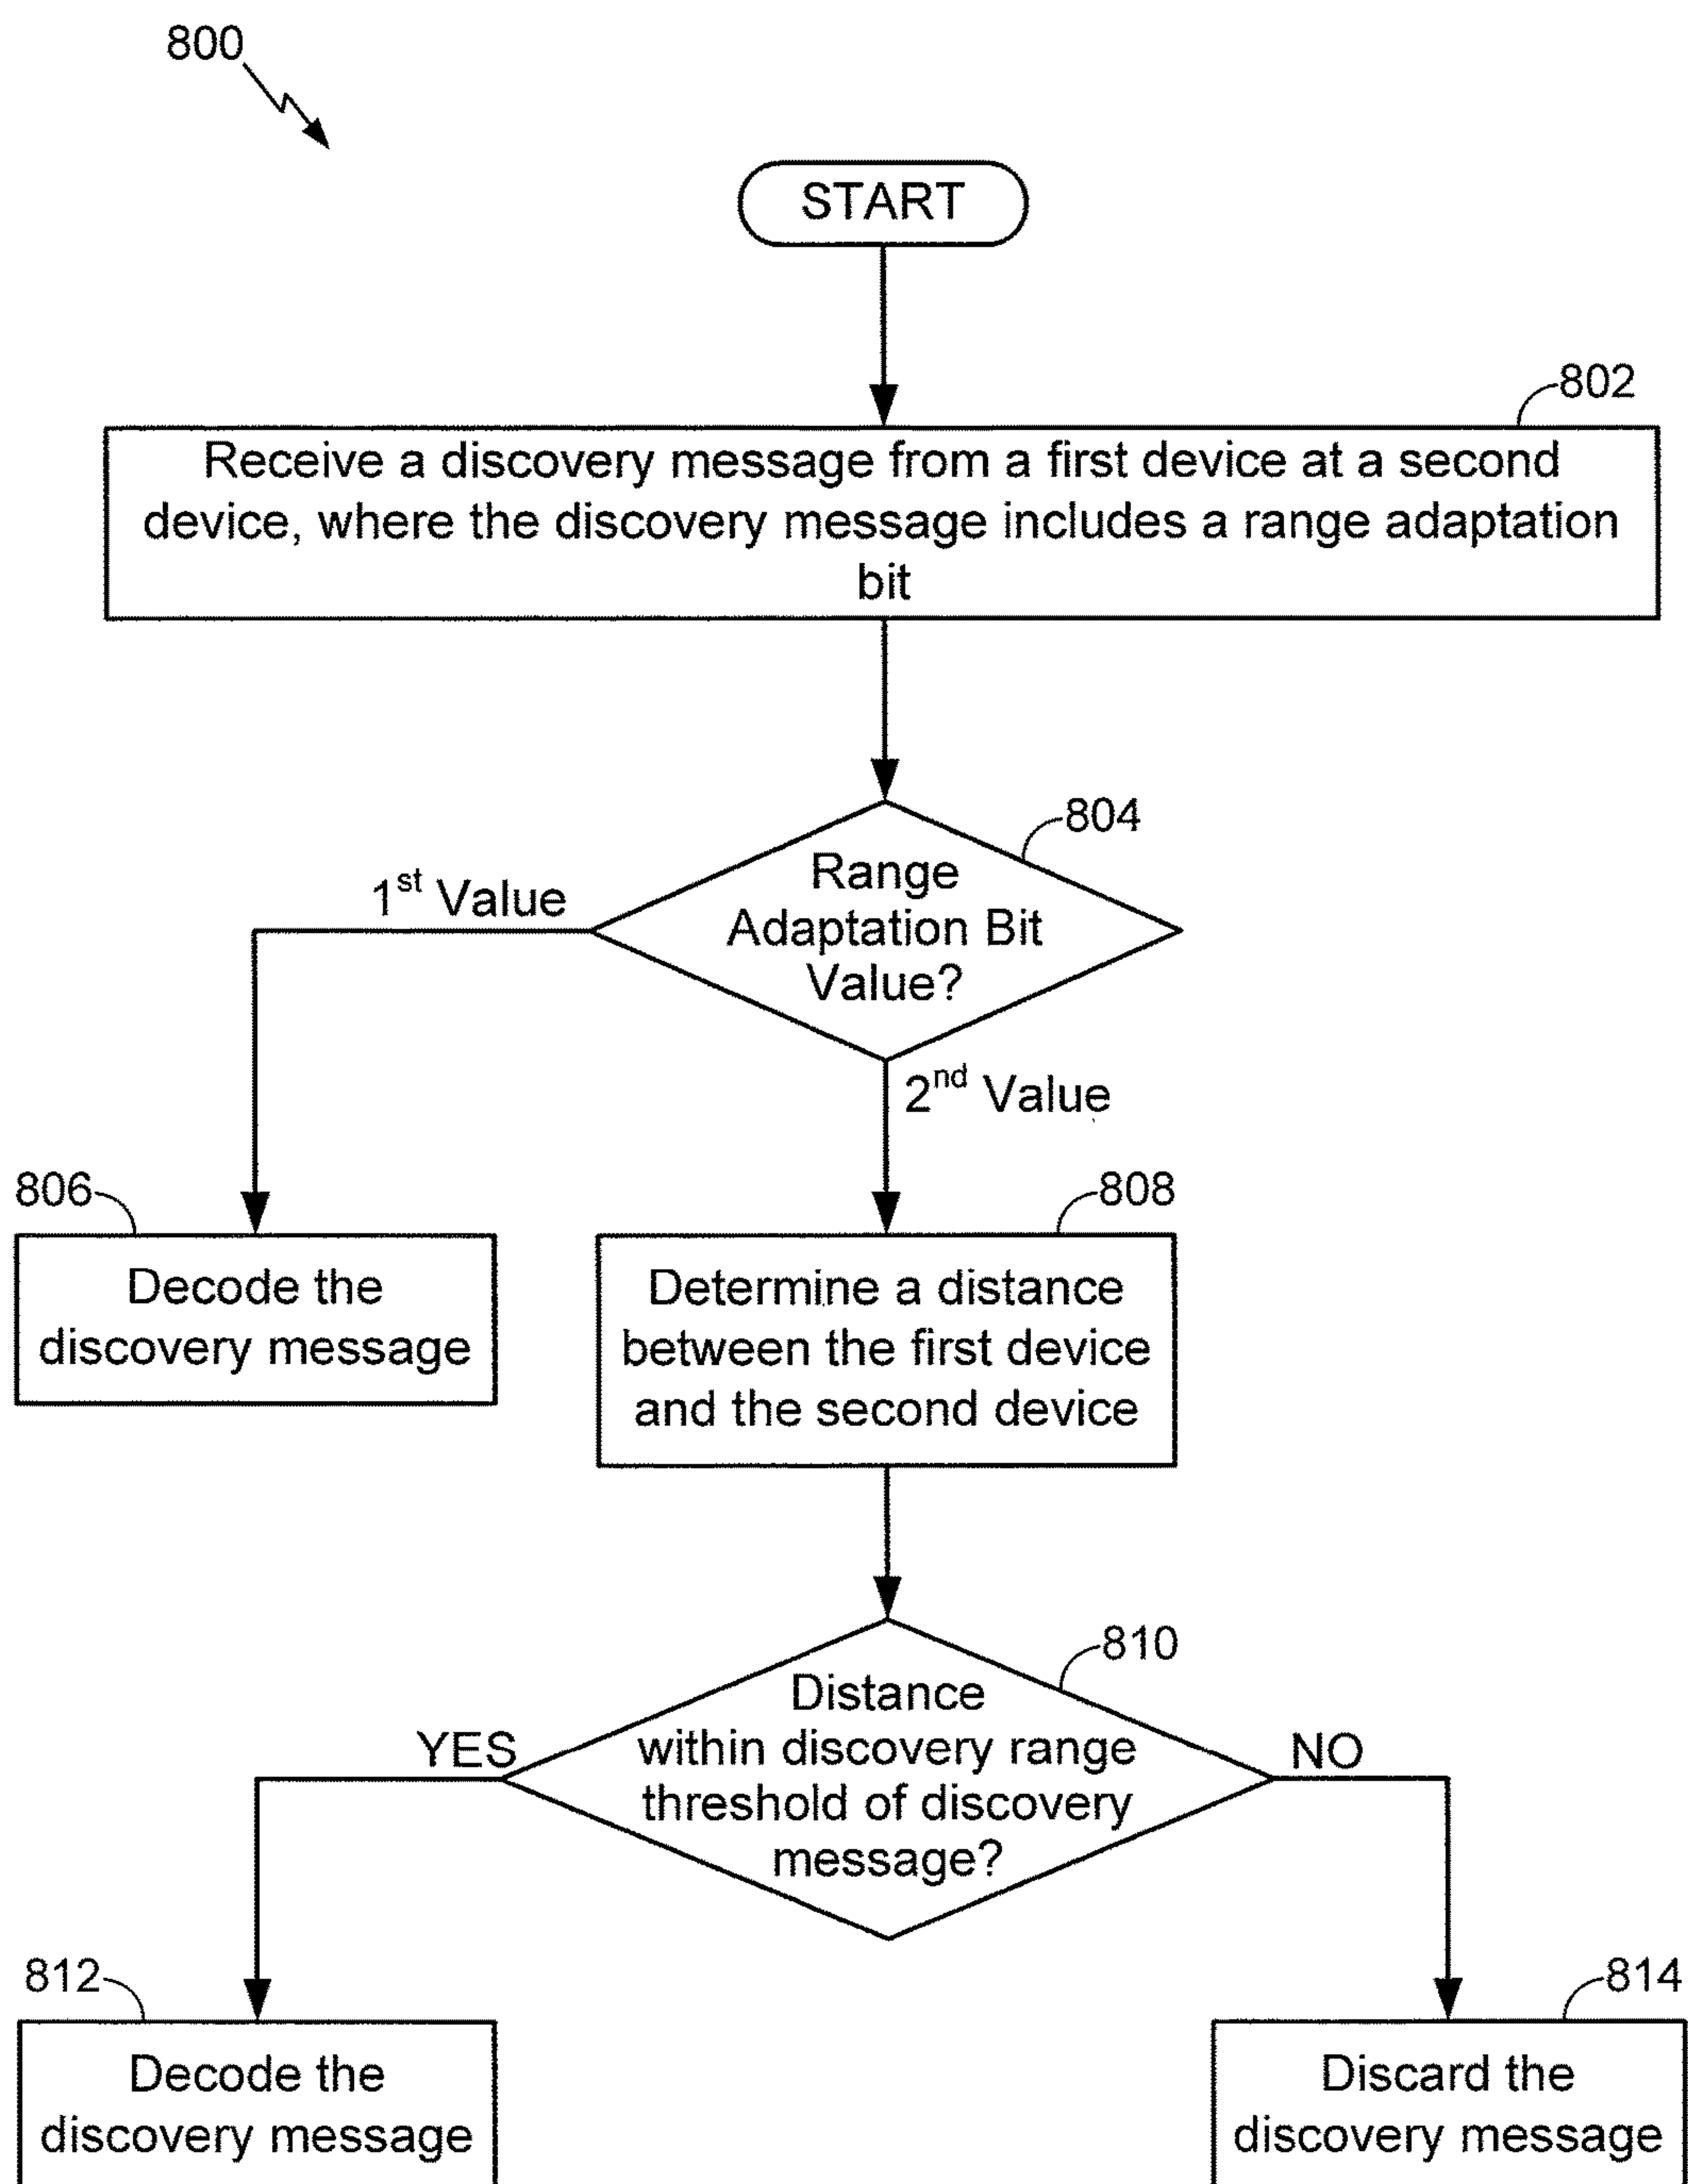 800
START
802
Receive a discovery message from a first device at a second
device, where the discovery message includes a range adaptation
bit
804
Range
Adaptation Bit
Value?
1st Value
2nd Value
806
Decode the
discovery message
808
Determine a distance
between the first device
and the second device
810
Distance
within discovery range
threshold of discovery
message?
YES
NO
812
Decode the
discovery message
814
Discard the
discovery message